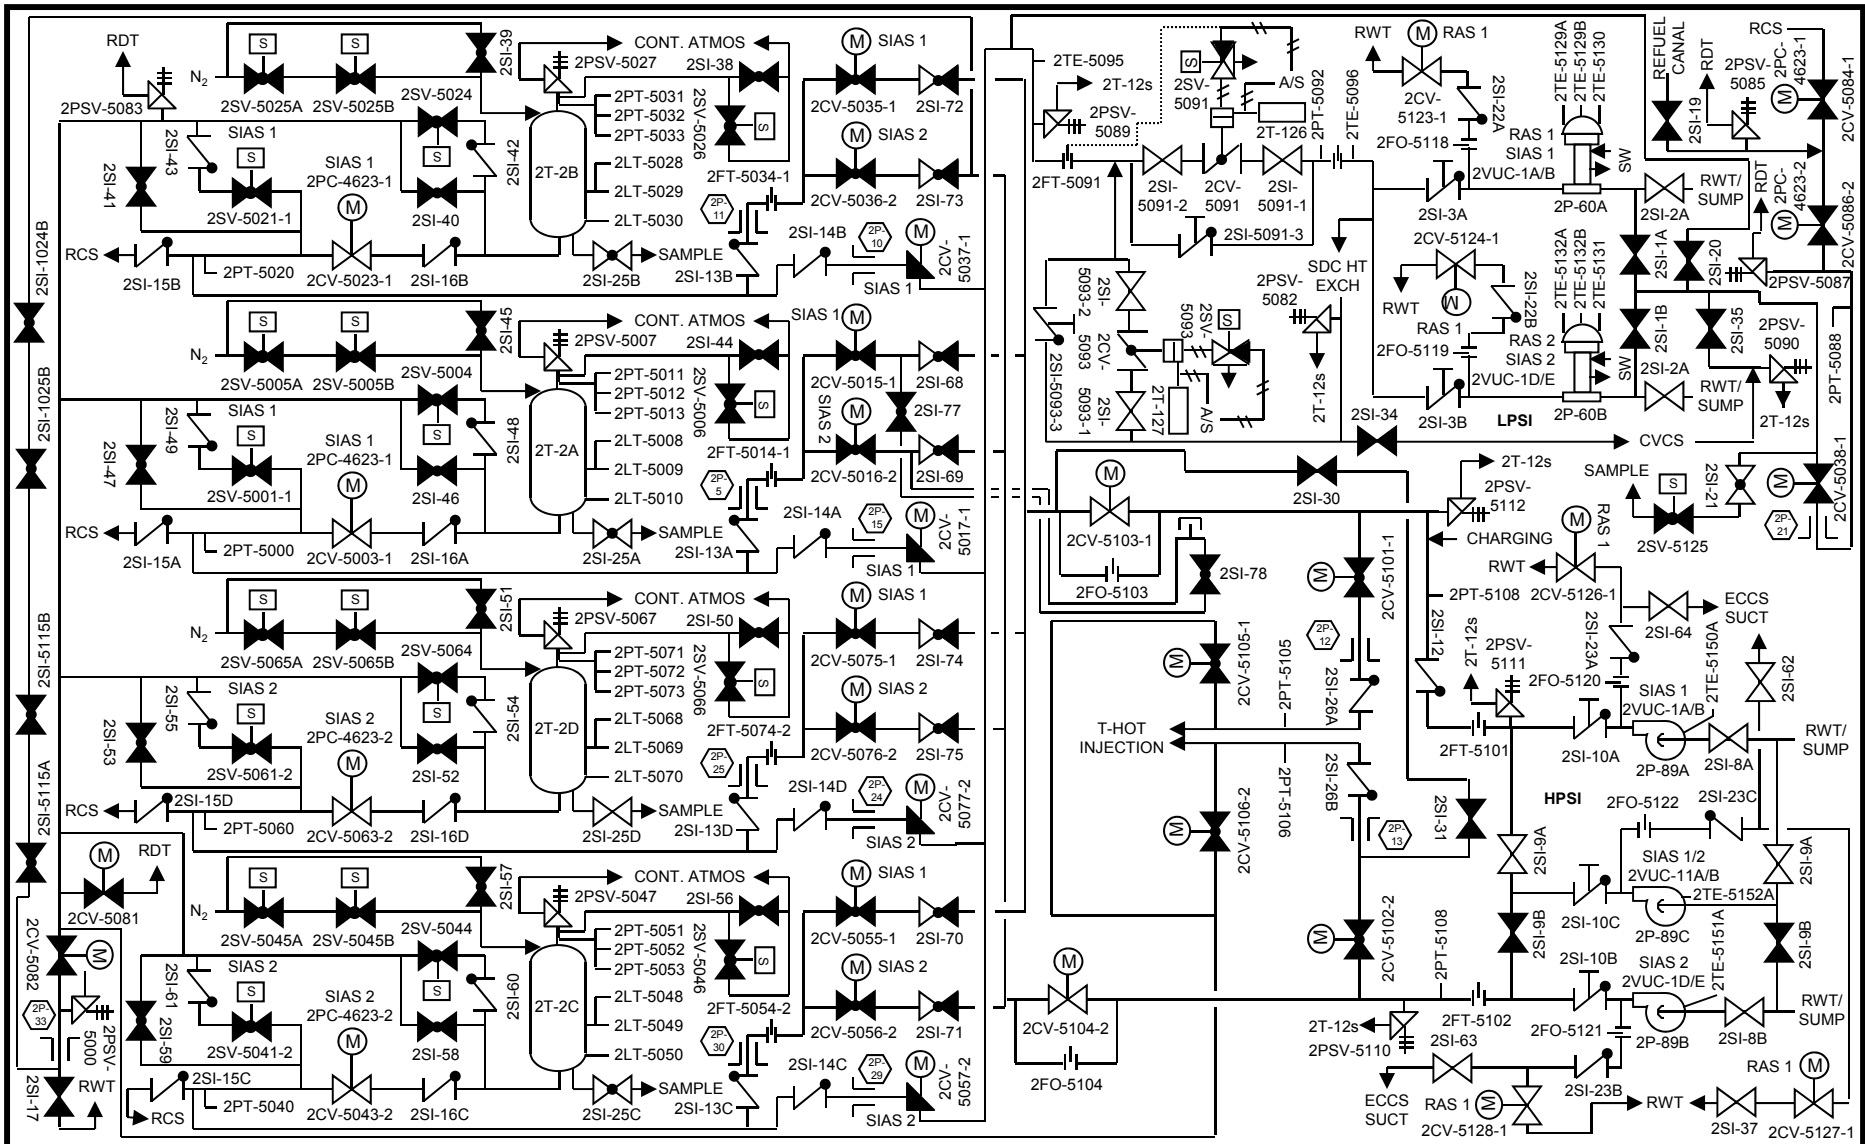 RDT
2PSV-5083
N2
2SV-5025A
2SV-5025B
2SI-39
2PSV-5027
CONT. ATMOS
2SI-38
SIAS 1
2CV-5035-1
2SI-72
2SV-5024
2PT-5031
2PT-5032
2PT-5033
2SV-5026
2SI-43
SIAS 1
2SI-41
2SV-5021-1
SIAS 1
2PC-4623-1
2SI-42
2SI-40
2T-2B
2LT-5028
2LT-5029
2LT-5030
2FT-5034-1
2P-11
SIAS 2
2CV-5036-2
2SI-73
RCS
2SI-15B
2PT-5020
2CV-5023-1
2SI-16B
2SI-25B
SAMPLE
2SI-13B
2SI-14B
2P-10
SIAS 1
2CV-5037-1
2SI-1024B
2SI-1025B
2SI-5115B
2SI-5115A
N2
2SV-5005A
2SV-5005B
2SI-45
2PSV-5007
CONT. ATMOS
2SI-44
SIAS 1
2CV-5015-1
2SI-68
2SV-5004
2PT-5011
2PT-5012
2PT-5013
2SV-5006
SIAS 2
2SI-77
2SI-49
SIAS 1
2SI-47
2SV-5001-1
SIAS 1
2PC-4623-1
2SI-48
2SI-46
2T-2A
2LT-5008
2LT-5009
2LT-5010
2FT-5014-1
2P-5
2CV-5016-2
2SI-69
RCS
2SI-15A
2PT-5000
2CV-5003-1
2SI-16A
2SI-25A
SAMPLE
2SI-13A
2SI-14A
2P-15
SIAS 1
2CV-5017-1
N2
2SV-5065A
2SV-5065B
2SI-51
2PSV-5067
CONT. ATMOS
2SI-50
SIAS 1
2CV-5075-1
2SI-74
2SV-5064
2PT-5071
2PT-5072
2PT-5073
2SV-5066
2SI-55
SIAS 2
2SI-53
2SV-5061-2
SIAS 2
2PC-4623-2
2SI-54
2SI-52
2T-2D
2LT-5068
2LT-5069
2LT-5070
2FT-5074-2
2P-25
SIAS 2
2CV-5076-2
2SI-75
RCS
2SI-15D
2PT-5060
2CV-5063-2
2SI-16D
2SI-25D
SAMPLE
2SI-13D
2SI-14D
2P-24
SIAS 2
2CV-5077-2
RDT
2CV-5081
2CV-5082
2P-33
2PSV-5000
2SI-17
RWT
N2
2SV-5045A
2SV-5045B
2SI-57
2PSV-5047
CONT. ATMOS
2SI-56
SIAS 1
2CV-5055-1
2SI-70
2SV-5044
2PT-5051
2PT-5052
2PT-5053
2SV-5046
2SI-61
SIAS 2
2SI-59
2SV-5041-2
SIAS 2
2PC-4623-2
2SI-60
2SI-58
2T-2C
2LT-5048
2LT-5049
2LT-5050
2FT-5054-2
2P-30
SIAS 2
2CV-5056-2
2SI-71
RCS
2SI-15C
2PT-5040
2CV-5043-2
2SI-16C
2SI-25C
SAMPLE
2SI-13C
2SI-14C
2P-29
SIAS 2
2CV-5057-2
2TE-5095
2T-12s
2PSV-5089
2FT-5091
2SV-5091
A/S
2T-126
2SI-5091-2
2CV-5091
2SI-5091-1
2SI-5091-3
2PT-5092
2TE-5096
RWT
RAS 1
2CV-5123-1
2SI-22A
2FO-5118
2SI-3A
2TE-5129A
2TE-5129B
2TE-5130
RAS 1
SIAS 1
2VUC-1A/B
SW
2P-60A
2SI-2A
RWT/
SUMP
REFUEL
CANAL
2SI-19
RDT
2PSV-5085
RCS
2PC-4623-1
2CV-5084-1
RDT
2PC-4623-2
2CV-5086-2
2PSV-5087
2SI-1A
2SI-20
2SI-5093-2
2CV-5093
2SI-5093-1
2SI-5093-3
2SV-5093
A/S
2T-127
SDC HT
EXCH
2PSV-5082
2T-12s
2CV-5124-1
RWT
RAS 1
2SI-22B
2FO-5119
2SI-3B
2TE-5132A
2TE-5132B
2TE-5131
RAS 2
SIAS 2
2VUC-1D/E
SW
2P-60B
2SI-2A
RWT/
SUMP
LPSI
2SI-1B
2SI-35
2PSV-5090
2T-12s
2PT-5088
2SI-34
CVCS
2CV-5103-1
2FO-5103
2SI-78
2SI-30
2T-12s
2PSV-5112
CHARGING
SAMPLE
2SV-5125
2SI-21
2P-21
2CV-5038-1
RAS 1
RWT
2CV-5126-1
2CV-5101-1
2PT-5108
2SI-12
2T-12s
2PSV-5111
2SI-64
ECCS
SUCT
2SI-23A
2FO-5120
SIAS 1
2VUC-1A/B
2TE-5150A
2SI-62
2CV-5105-1
2PT-5105
2P-12
2SI-26A
T-HOT
INJECTION
2FT-5101
2SI-10A
2P-89A
2SI-8A
RWT/
SUMP
2PT-5106
2SI-26B
2P-13
2CV-5106-2
2SI-31
HPSI
2SI-9A
2FO-5122
2SI-23C
2SI-9A
SIAS 1/2
2VUC-11A/B
2TE-5152A
2SI-10C
2P-89C
2TE-5151A
2SI-9B
2SI-9B
2CV-5102-2
2PT-5108
2SI-10B
SIAS 2
2VUC-1D/E
2CV-5104-2
2FO-5104
2T-12s
2PSV-5110
2FT-5102
2FO-5121
2P-89B
2SI-8B
RWT/
SUMP
2SI-63
ECCS
SUCT
RAS 1
2CV-5128-1
2SI-23B
RWT
2SI-37
RAS 1
2CV-5127-1